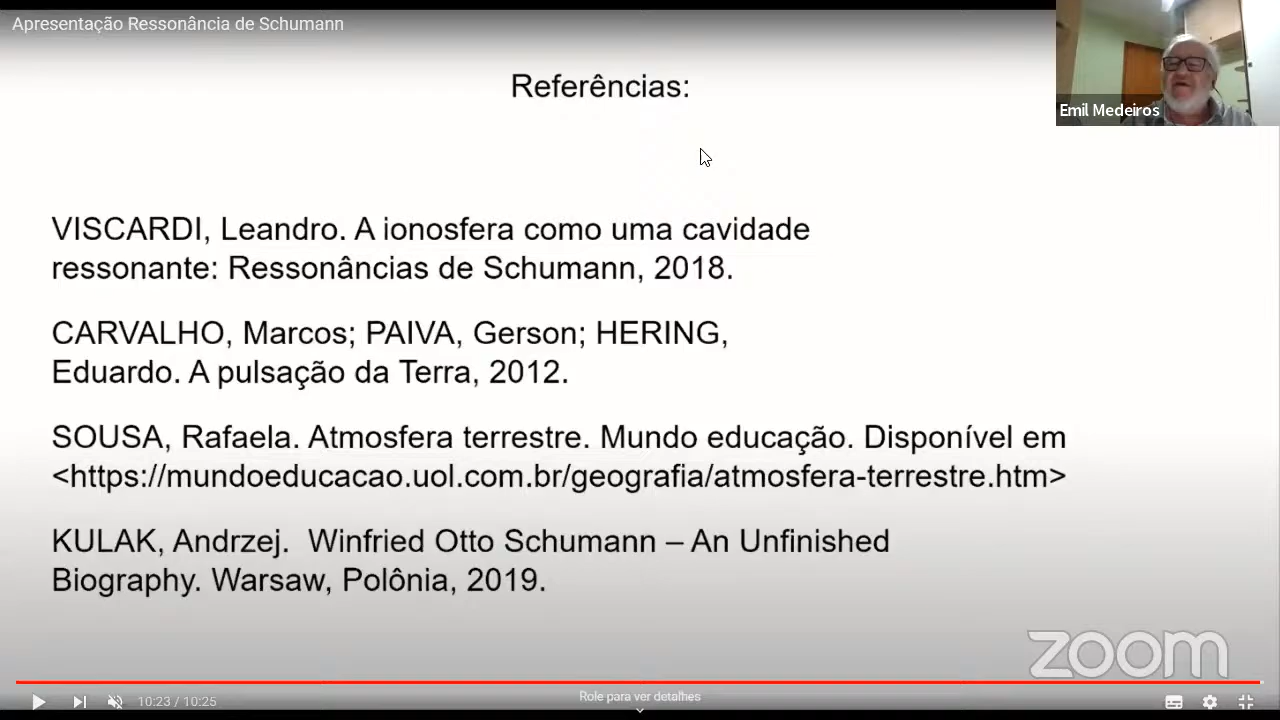 Apresentação Ressonância de Schumann
Emil Medeiros
Referências:
VISCARDI, Leandro. A ionosfera como uma cavidade
ressonante: Ressonâncias de Schumann, 2018.
CARVALHO, Marcos; PAIVA, Gerson; HERING,
Eduardo. A pulsação da Terra, 2012.
SOUSA, Rafaela. Atmosfera terrestre. Mundo educação. Disponível em
<https://mundoeducacao.uol.com.br/geografia/atmosfera-terrestre.htm>
KULAK, Andrzej.  Winfried Otto Schumann – An Unfinished
Biography. Warsaw, Polônia, 2019.
zoom
10:23 / 10:25
Role para ver detalhes